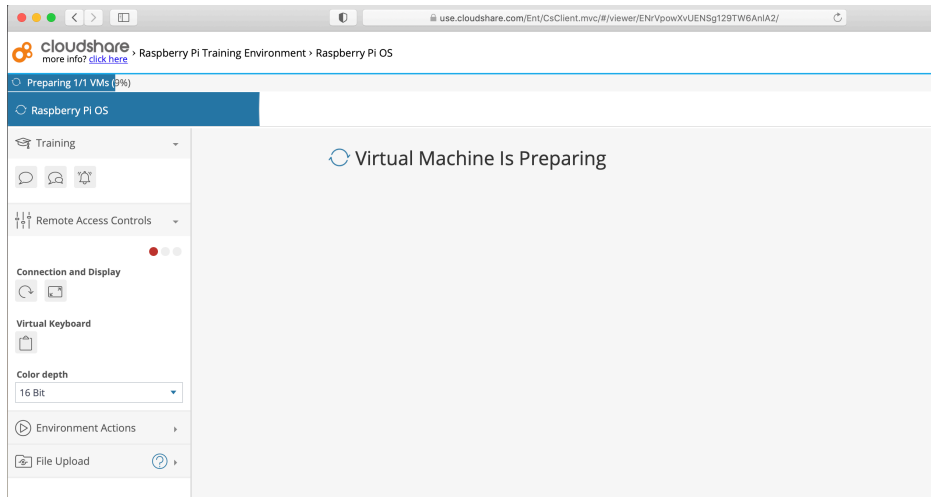 use.cloudshare.com/Ent/CsClient.mvc/#/viewer/ENrVpowXvUENSg129TW6AnlA2/
cloudshare
more info? click here
› Raspberry Pi Training Environment › Raspberry Pi OS
Preparing 1/1 VMs (9%)
Raspberry Pi OS
Training
Virtual Machine Is Preparing
Remote Access Controls
Connection and Display
Virtual Keyboard
Color depth
16 Bit
Environment Actions
File Upload
?